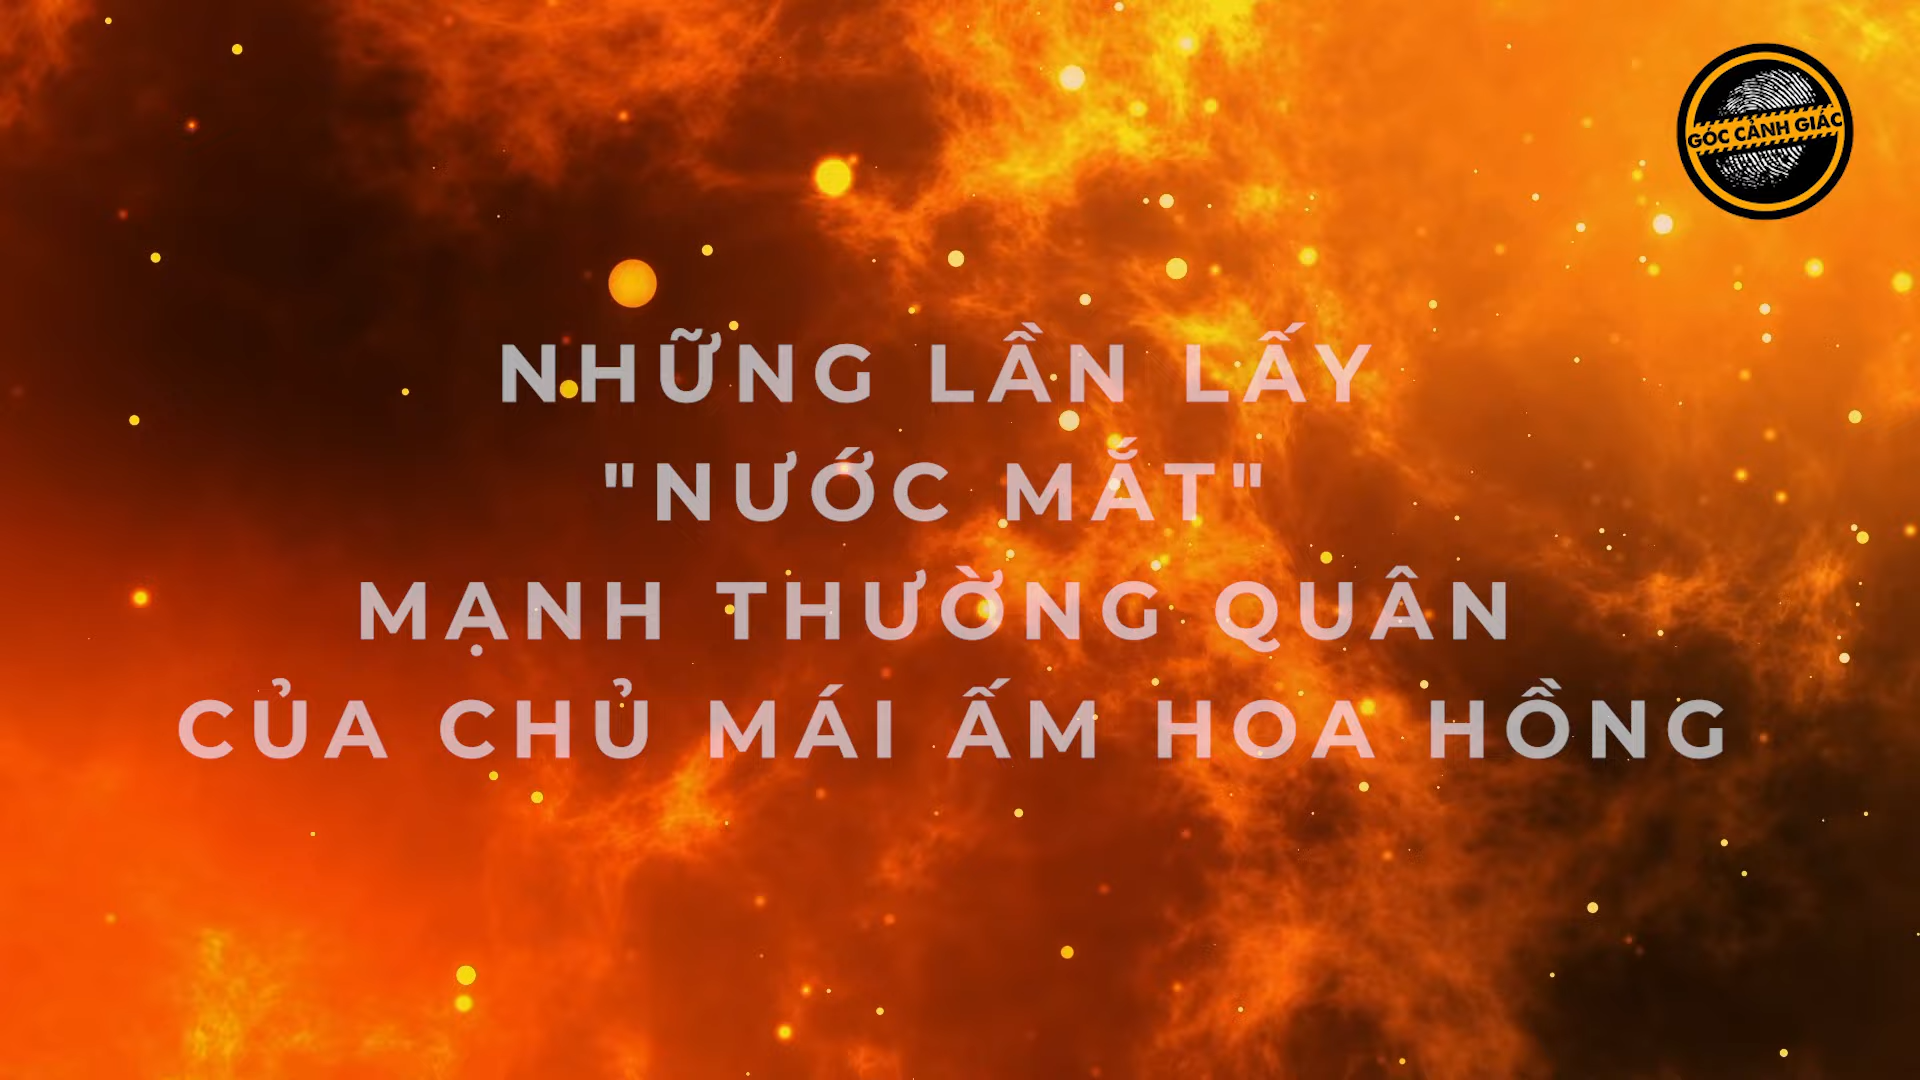 GÓC CẢNH GIÁC
NHỮNG LẦN LẤY
"NƯỚC MẮT"
MẠNH THƯỜNG QUÂN
CỦA CHỦ MÁI ẤM HOA HỒNG